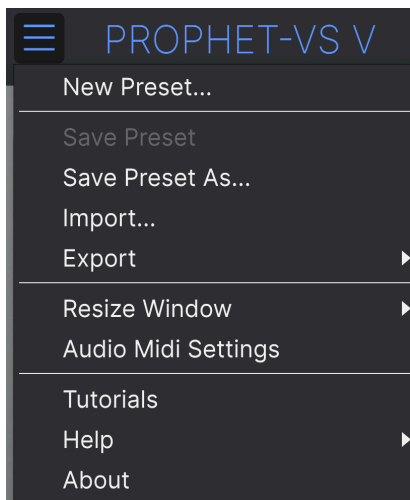 PROPHET-VS V
New Preset...
Save Preset
Save Preset As...
Import...
Export
Resize Window
Audio Midi Settings
Tutorials
Help
About